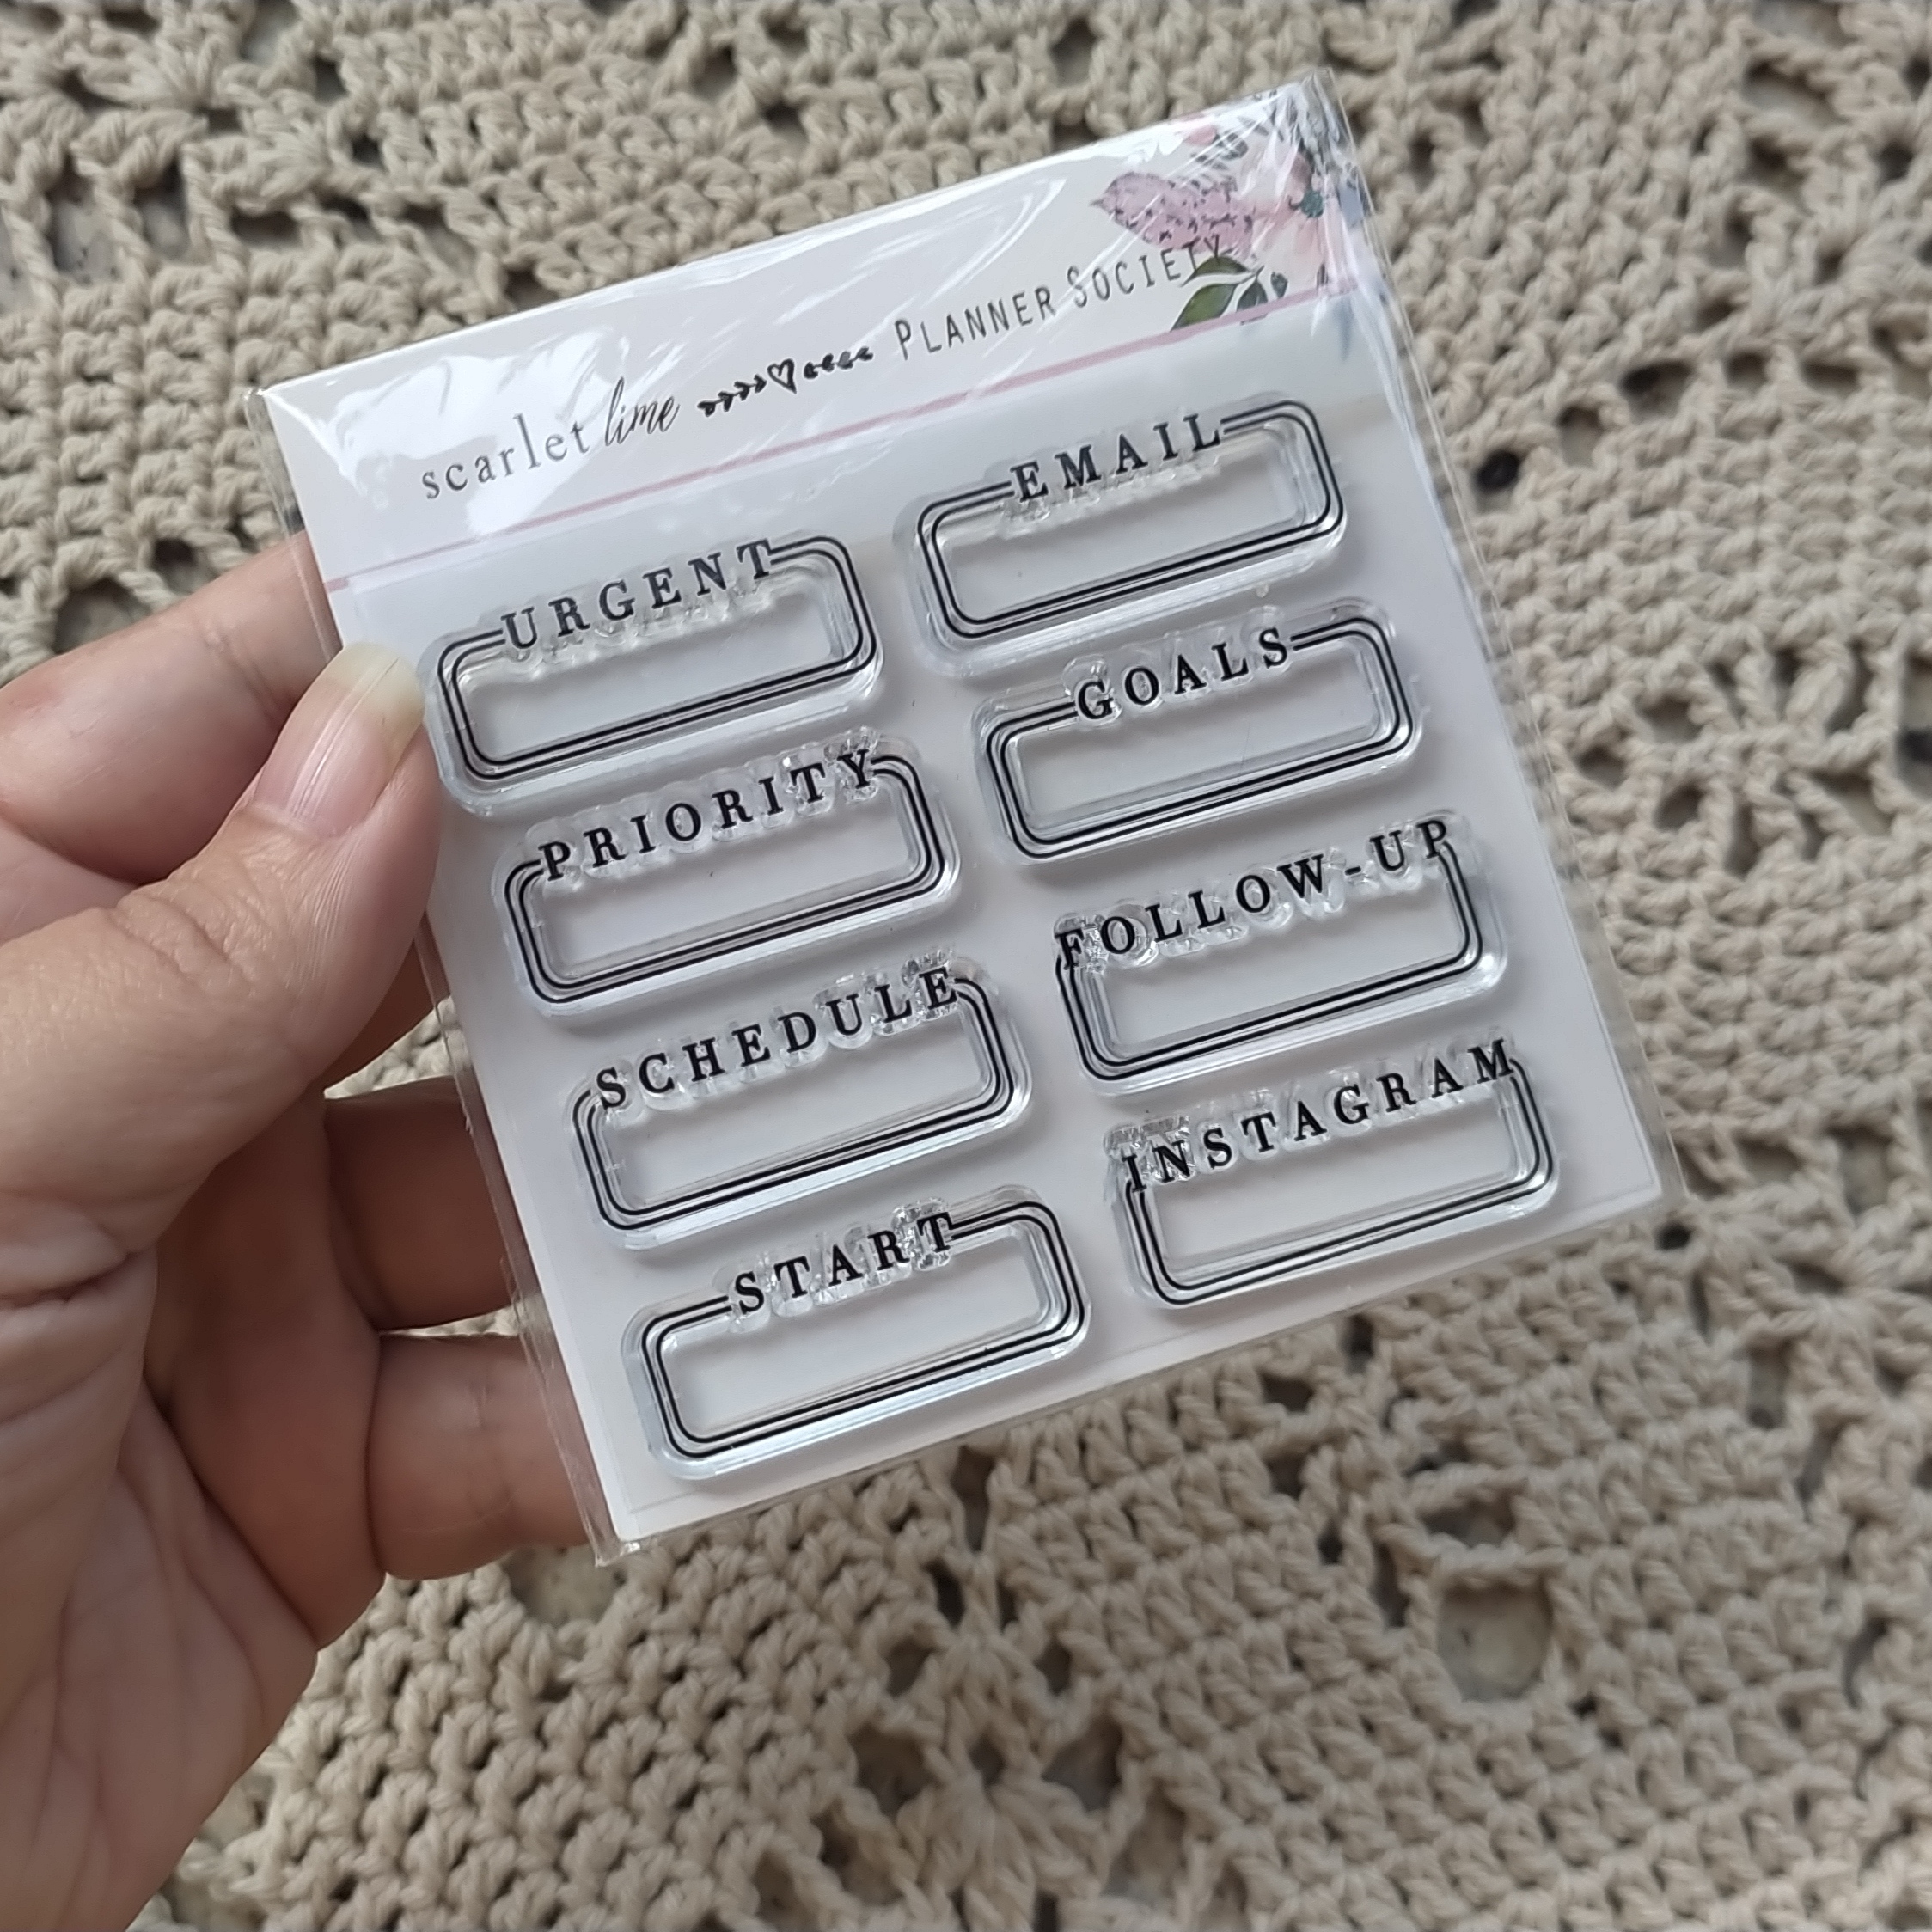 scarlet lime PLANNER SOCIETY
URGENT
PRIORITY
SCHEDULE
START
EMAIL
GOALS
FOLLOW-UP
INSTAGRAM